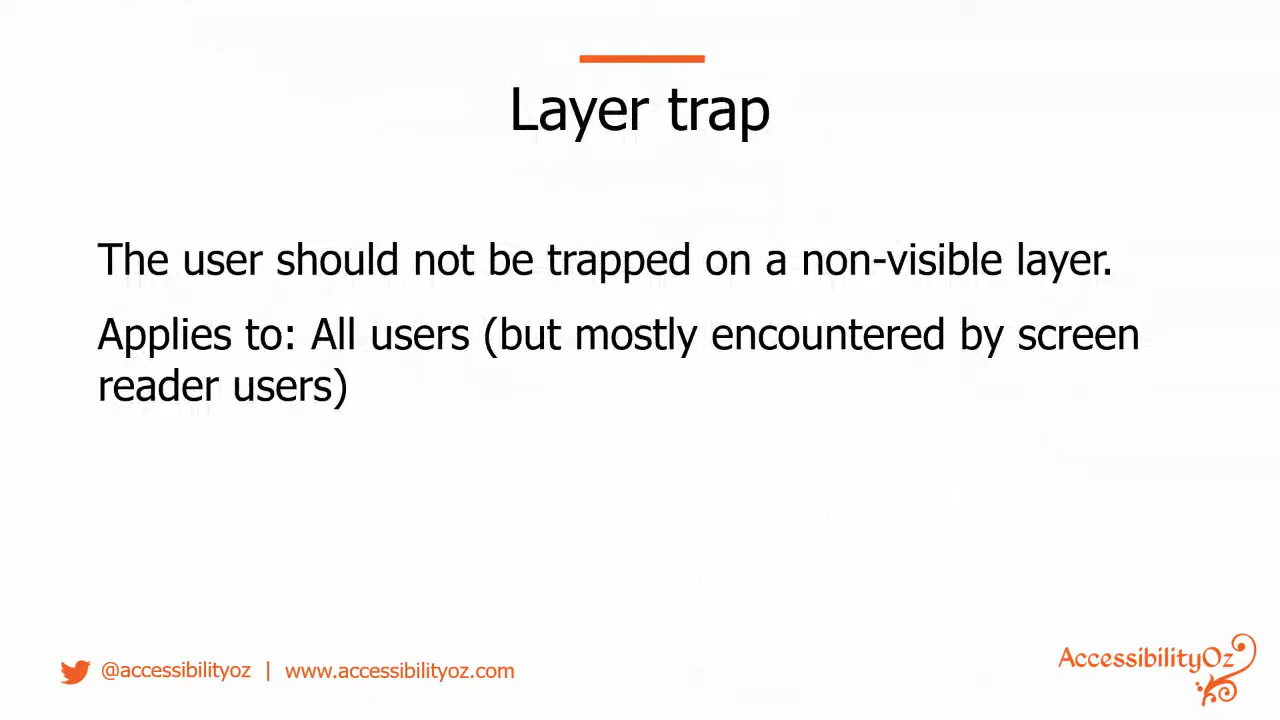 Layer trap
The user should not be trapped on a non-visible layer.
Applies to: All users (but mostly encountered by screen
reader users)
@accessibilityoz | www.accessibilityoz.com
AccessibilityOz